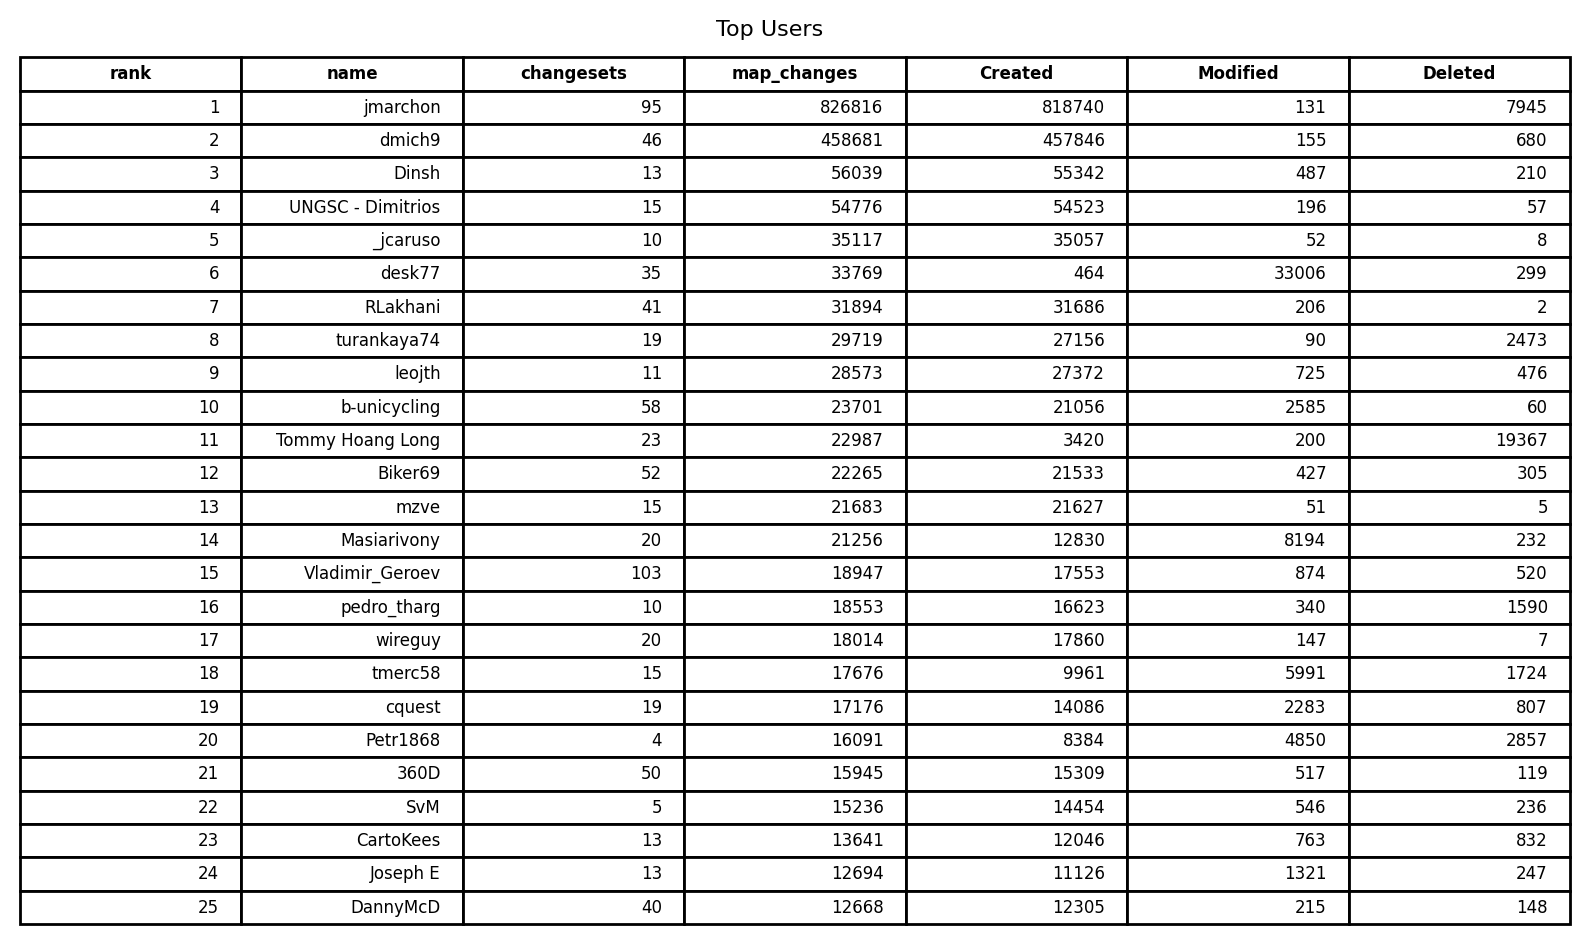 Top Users
rank name changesets map_changes Created Modified Deleted
1 jmarchon 95 826816 818740 131 7945
2 dmich9 46 458681 457846 155 680
3 Dinsh 13 56039 55342 487 210
4 UNGSC - Dimitrios 15 54776 54523 196 57
5 _jcaruso 10 35117 35057 52 8
6 desk77 35 33769 464 33006 299
7 RLakhani 41 31894 31686 206 2
8 turankaya74 19 29719 27156 90 2473
9 leojth 11 28573 27372 725 476
10 b-unicycling 58 23701 21056 2585 60
11 Tommy Hoang Long 23 22987 3420 200 19367
12 Biker69 52 22265 21533 427 305
13 mzve 15 21683 21627 51 5
14 Masiarivony 20 21256 12830 8194 232
15 Vladimir_Geroev 103 18947 17553 874 520
16 pedro_tharg 10 18553 16623 340 1590
17 wireguy 20 18014 17860 147 7
18 tmerc58 15 17676 9961 5991 1724
19 cquest 19 17176 14086 2283 807
20 Petr1868 4 16091 8384 4850 2857
21 360D 50 15945 15309 517 119
22 SvM 5 15236 14454 546 236
23 CartoKees 13 13641 12046 763 832
24 Joseph E 13 12694 11126 1321 247
25 DannyMcD 40 12668 12305 215 148